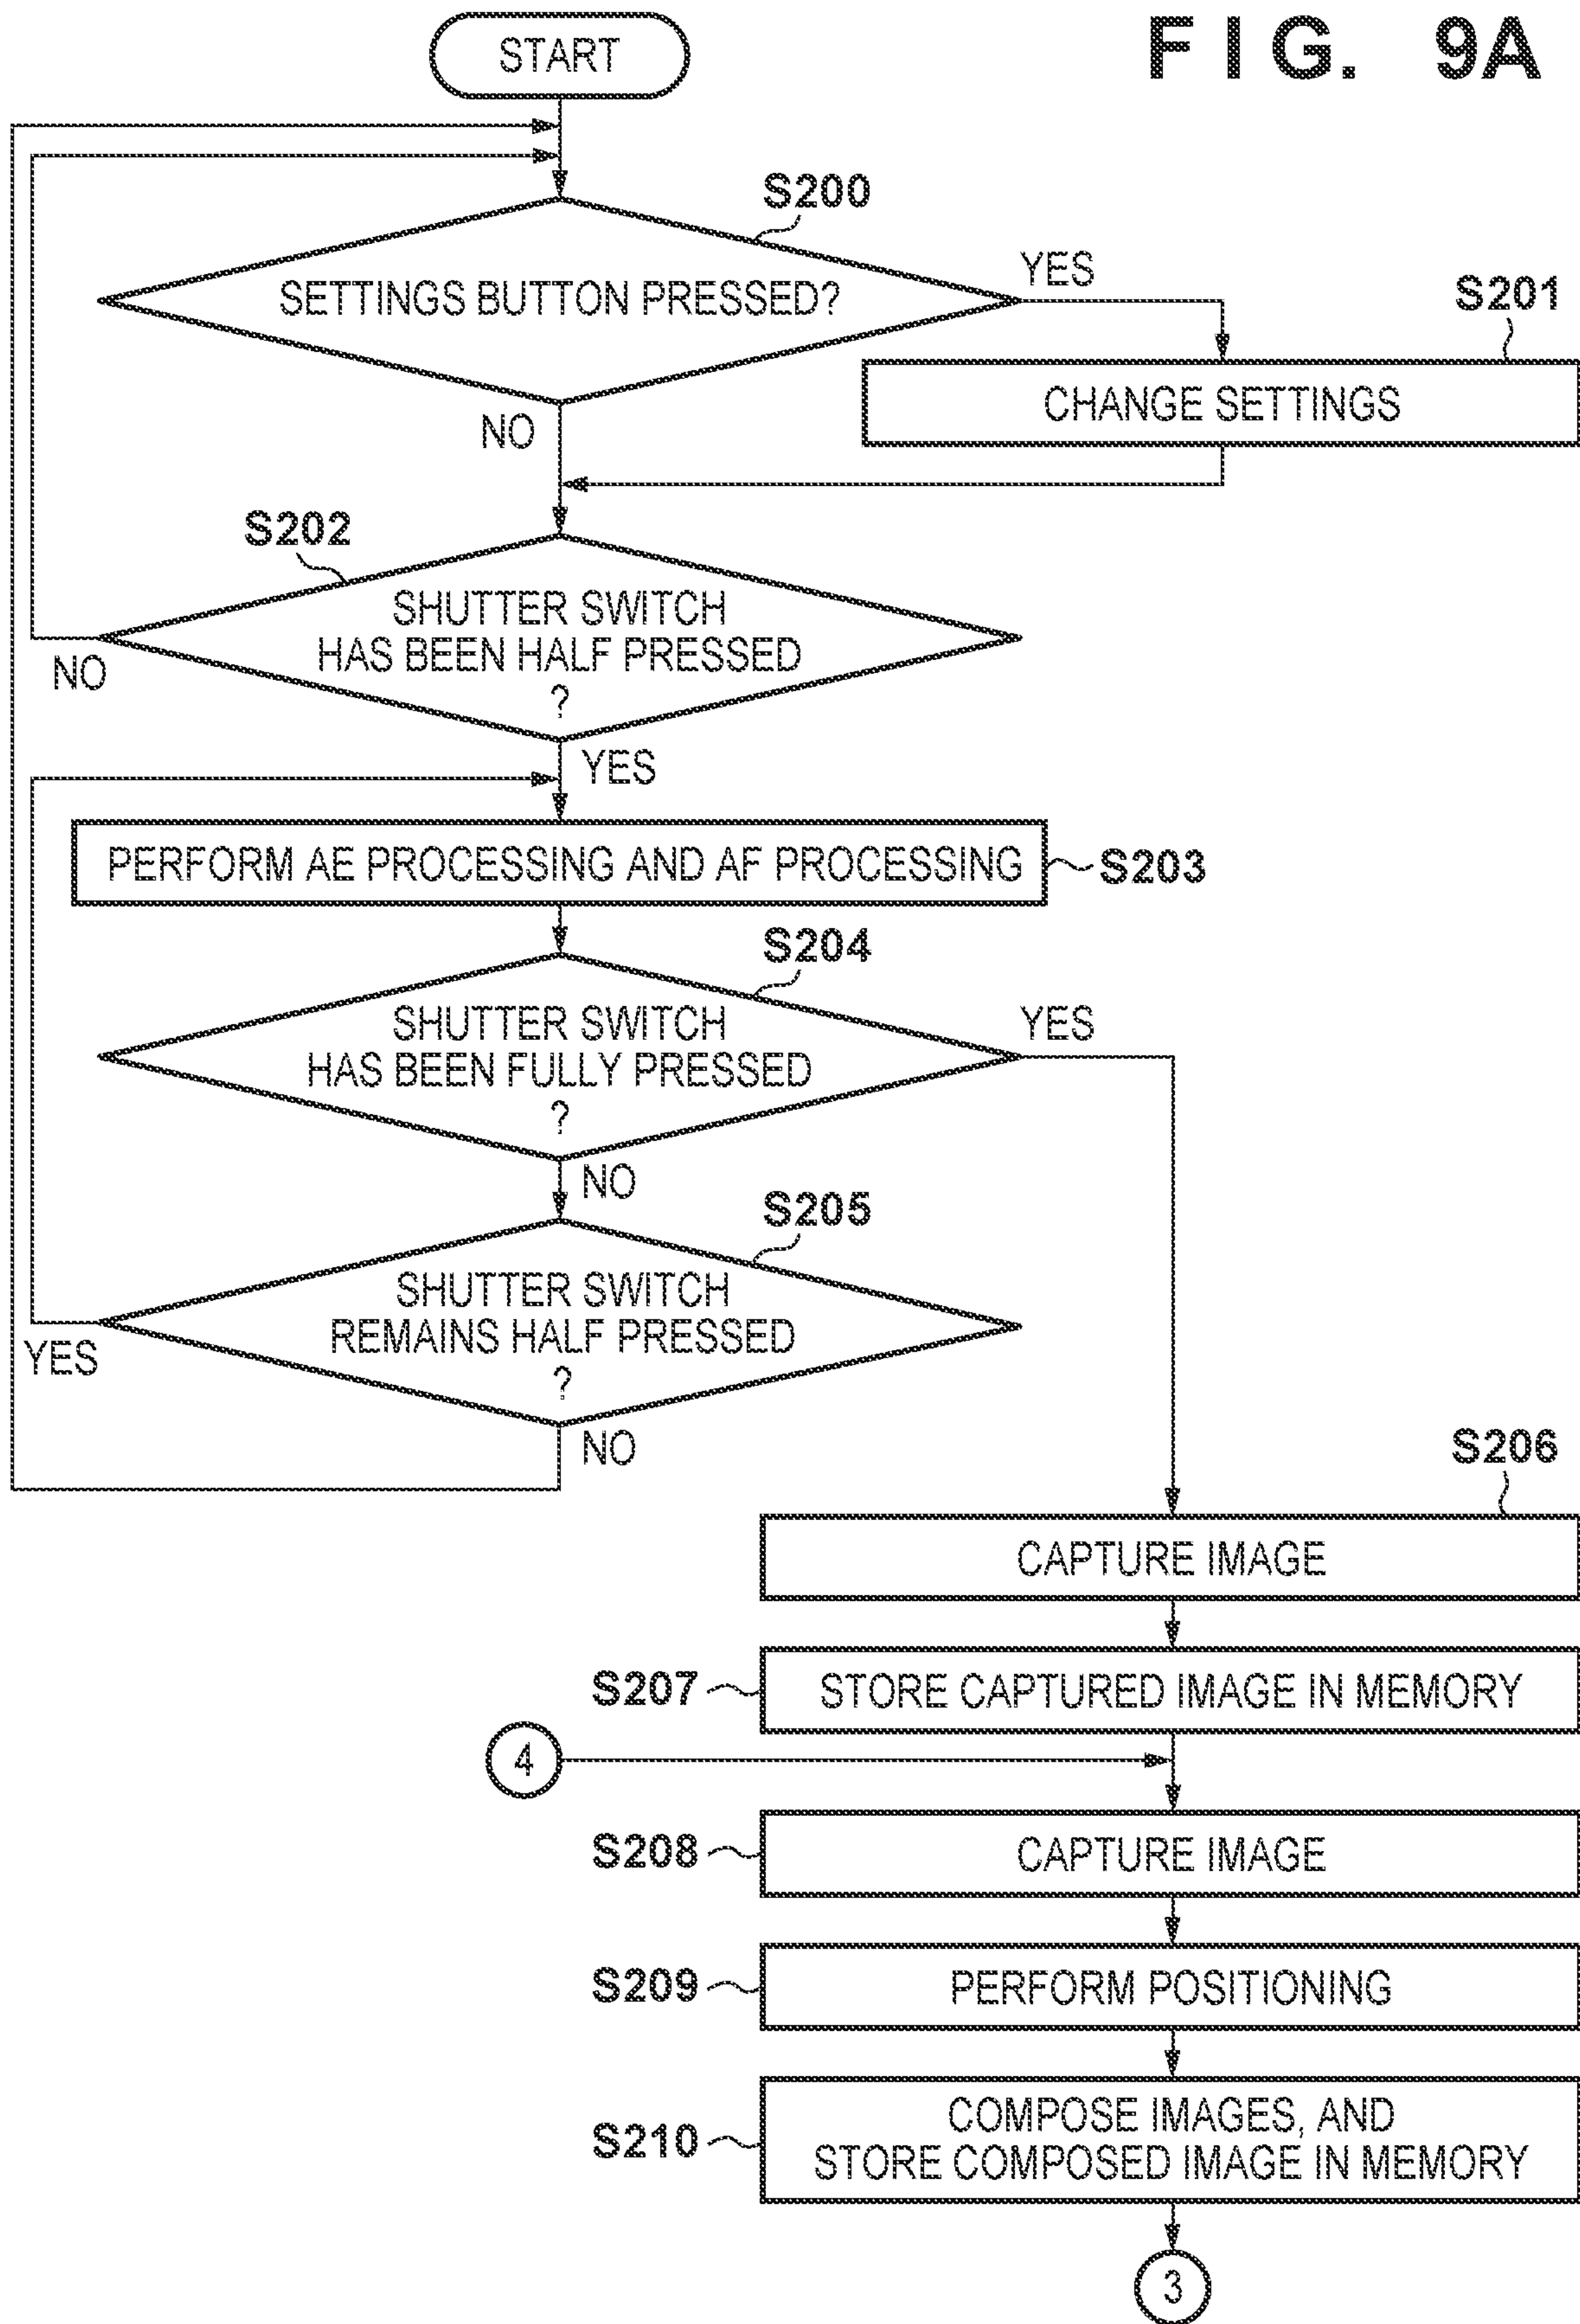 FIG. 9A
START
S200
SETTINGS BUTTON PRESSED?
YES
S201
CHANGE SETTINGS
NO
S202
SHUTTER SWITCH
HAS BEEN HALF PRESSED
?
NO
YES
PERFORM AE PROCESSING AND AF PROCESSING
S203
S204
SHUTTER SWITCH
HAS BEEN FULLY PRESSED
?
YES
NO
S205
SHUTTER SWITCH
REMAINS HALF PRESSED
?
YES
NO
S206
CAPTURE IMAGE
S207
STORE CAPTURED IMAGE IN MEMORY
4
S208
CAPTURE IMAGE
S209
PERFORM POSITIONING
S210
COMPOSE IMAGES, AND
STORE COMPOSED IMAGE IN MEMORY
3